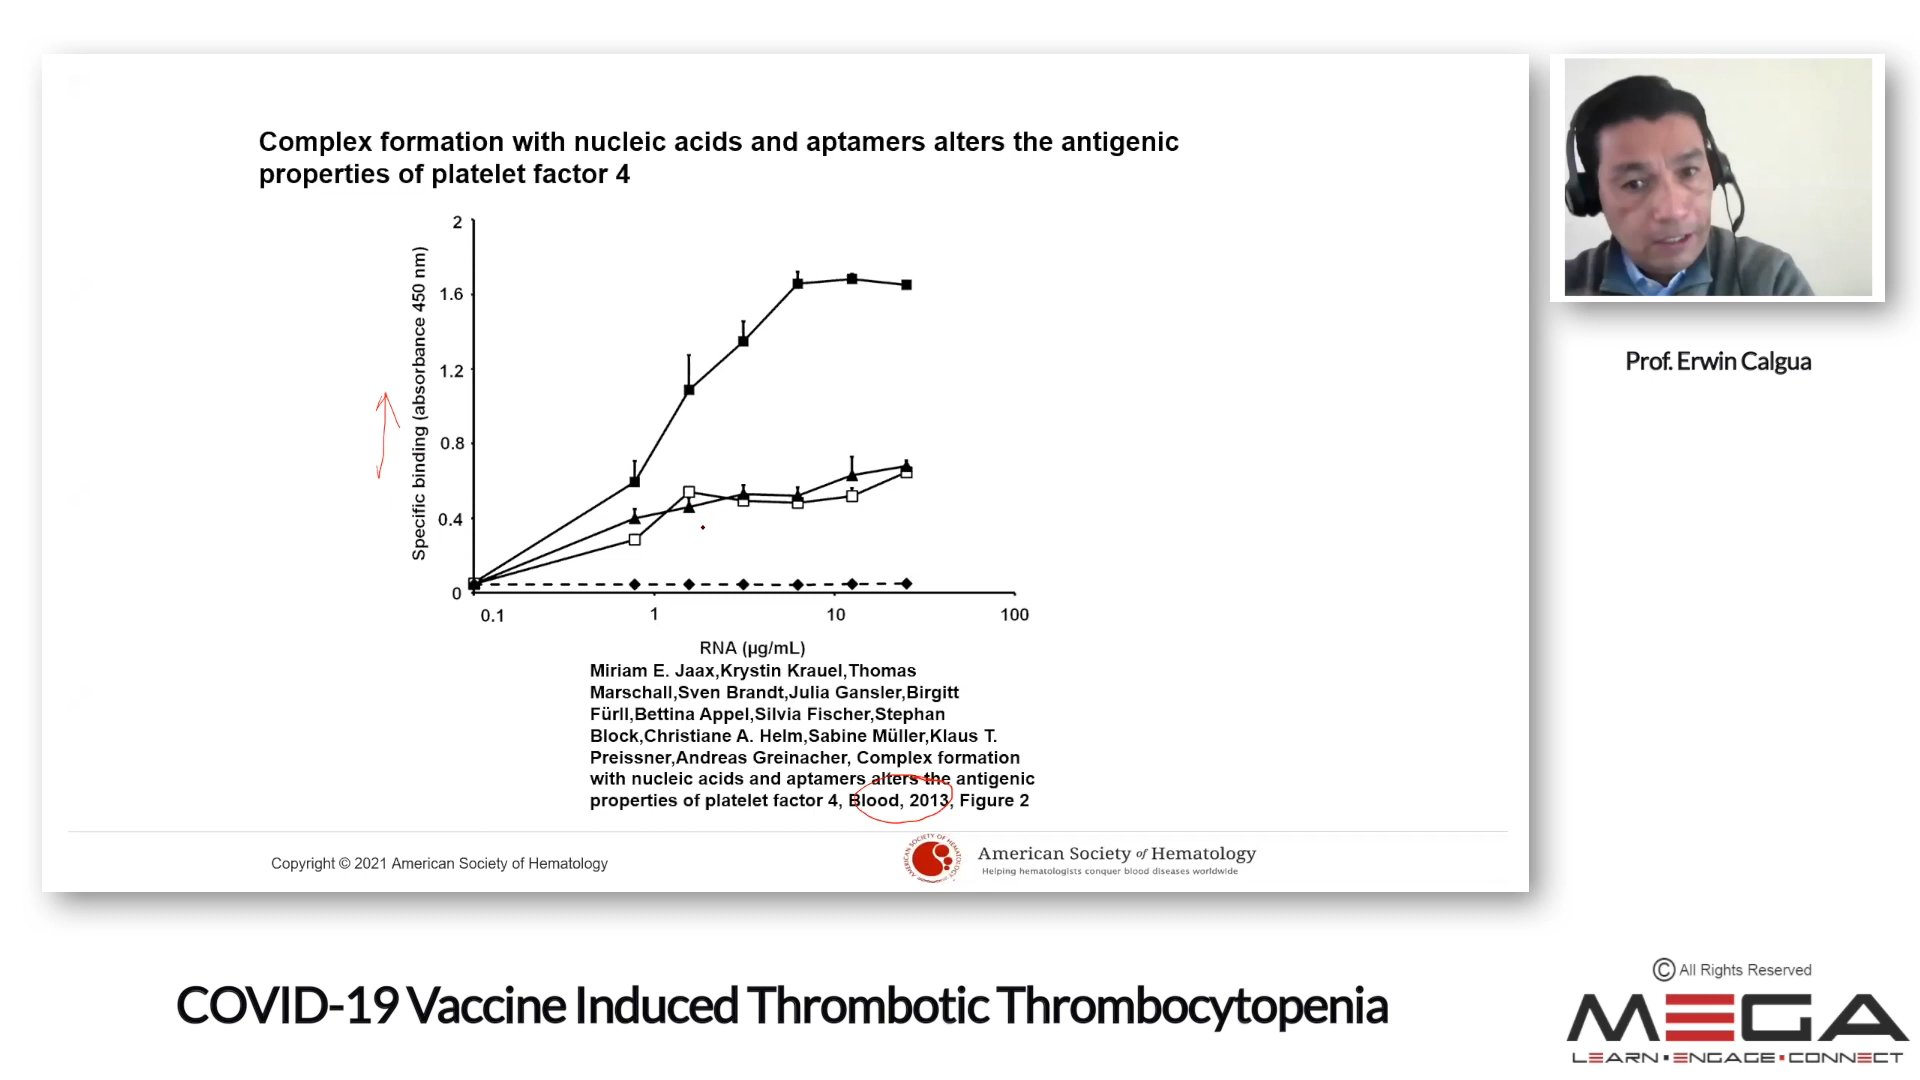 Complex formation with nucleic acids and aptamers alters the antigenic
properties of platelet factor 4
Specific binding (absorbance 450 nm)
2
1.6
1.2
0.8
0.4
0
0.1
1
10
100
RNA (µg/mL)
Miriam E. Jaax,Krystin Krauel,Thomas
Marschall,Sven Brandt,Julia Gansler,Birgitt
Fürll,Bettina Appel,Silvia Fischer,Stephan
Block,Christiane A. Helm,Sabine Müller,Klaus T.
Preissner,Andreas Greinacher, Complex formation
with nucleic acids and aptamers alters the antigenic
properties of platelet factor 4, Blood, 2013, Figure 2
Copyright © 2021 American Society of Hematology
AMERICAN SOCIETY OF HEMATOLOGY
American Society of Hematology
Helping hematologists conquer blood diseases worldwide
Prof. Erwin Calgua
COVID-19 Vaccine Induced Thrombotic Thrombocytopenia
© All Rights Reserved
MEGA
LEARN▪ENGAGE▪CONNECT